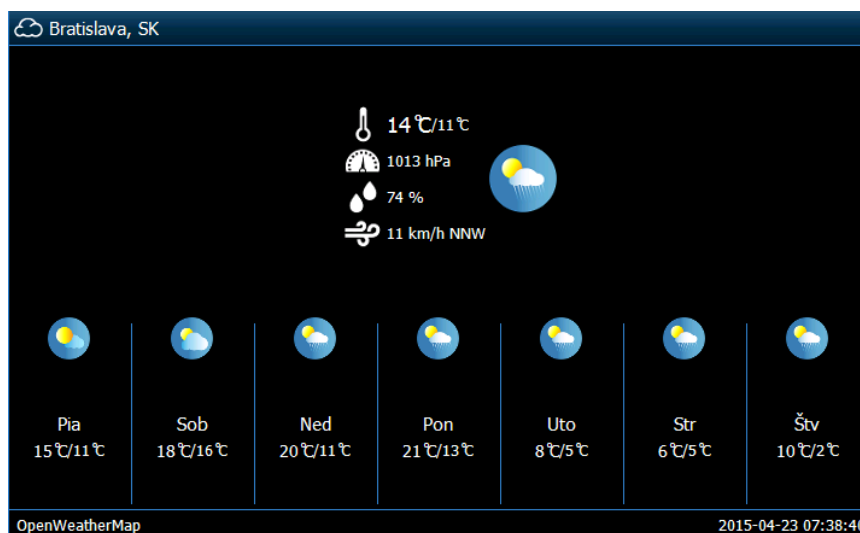 Bratislava, SK
14℃/11℃
1013 hPa
74 %
11 km/h NNW
Pia Sob Ned Pon Uto Str Štv
15℃/11℃ 18℃/16℃ 20℃/11℃ 21℃/13℃ 8℃/5℃ 6℃/5℃ 10℃/2℃
OpenWeatherMap 2015-04-23 07:38:40